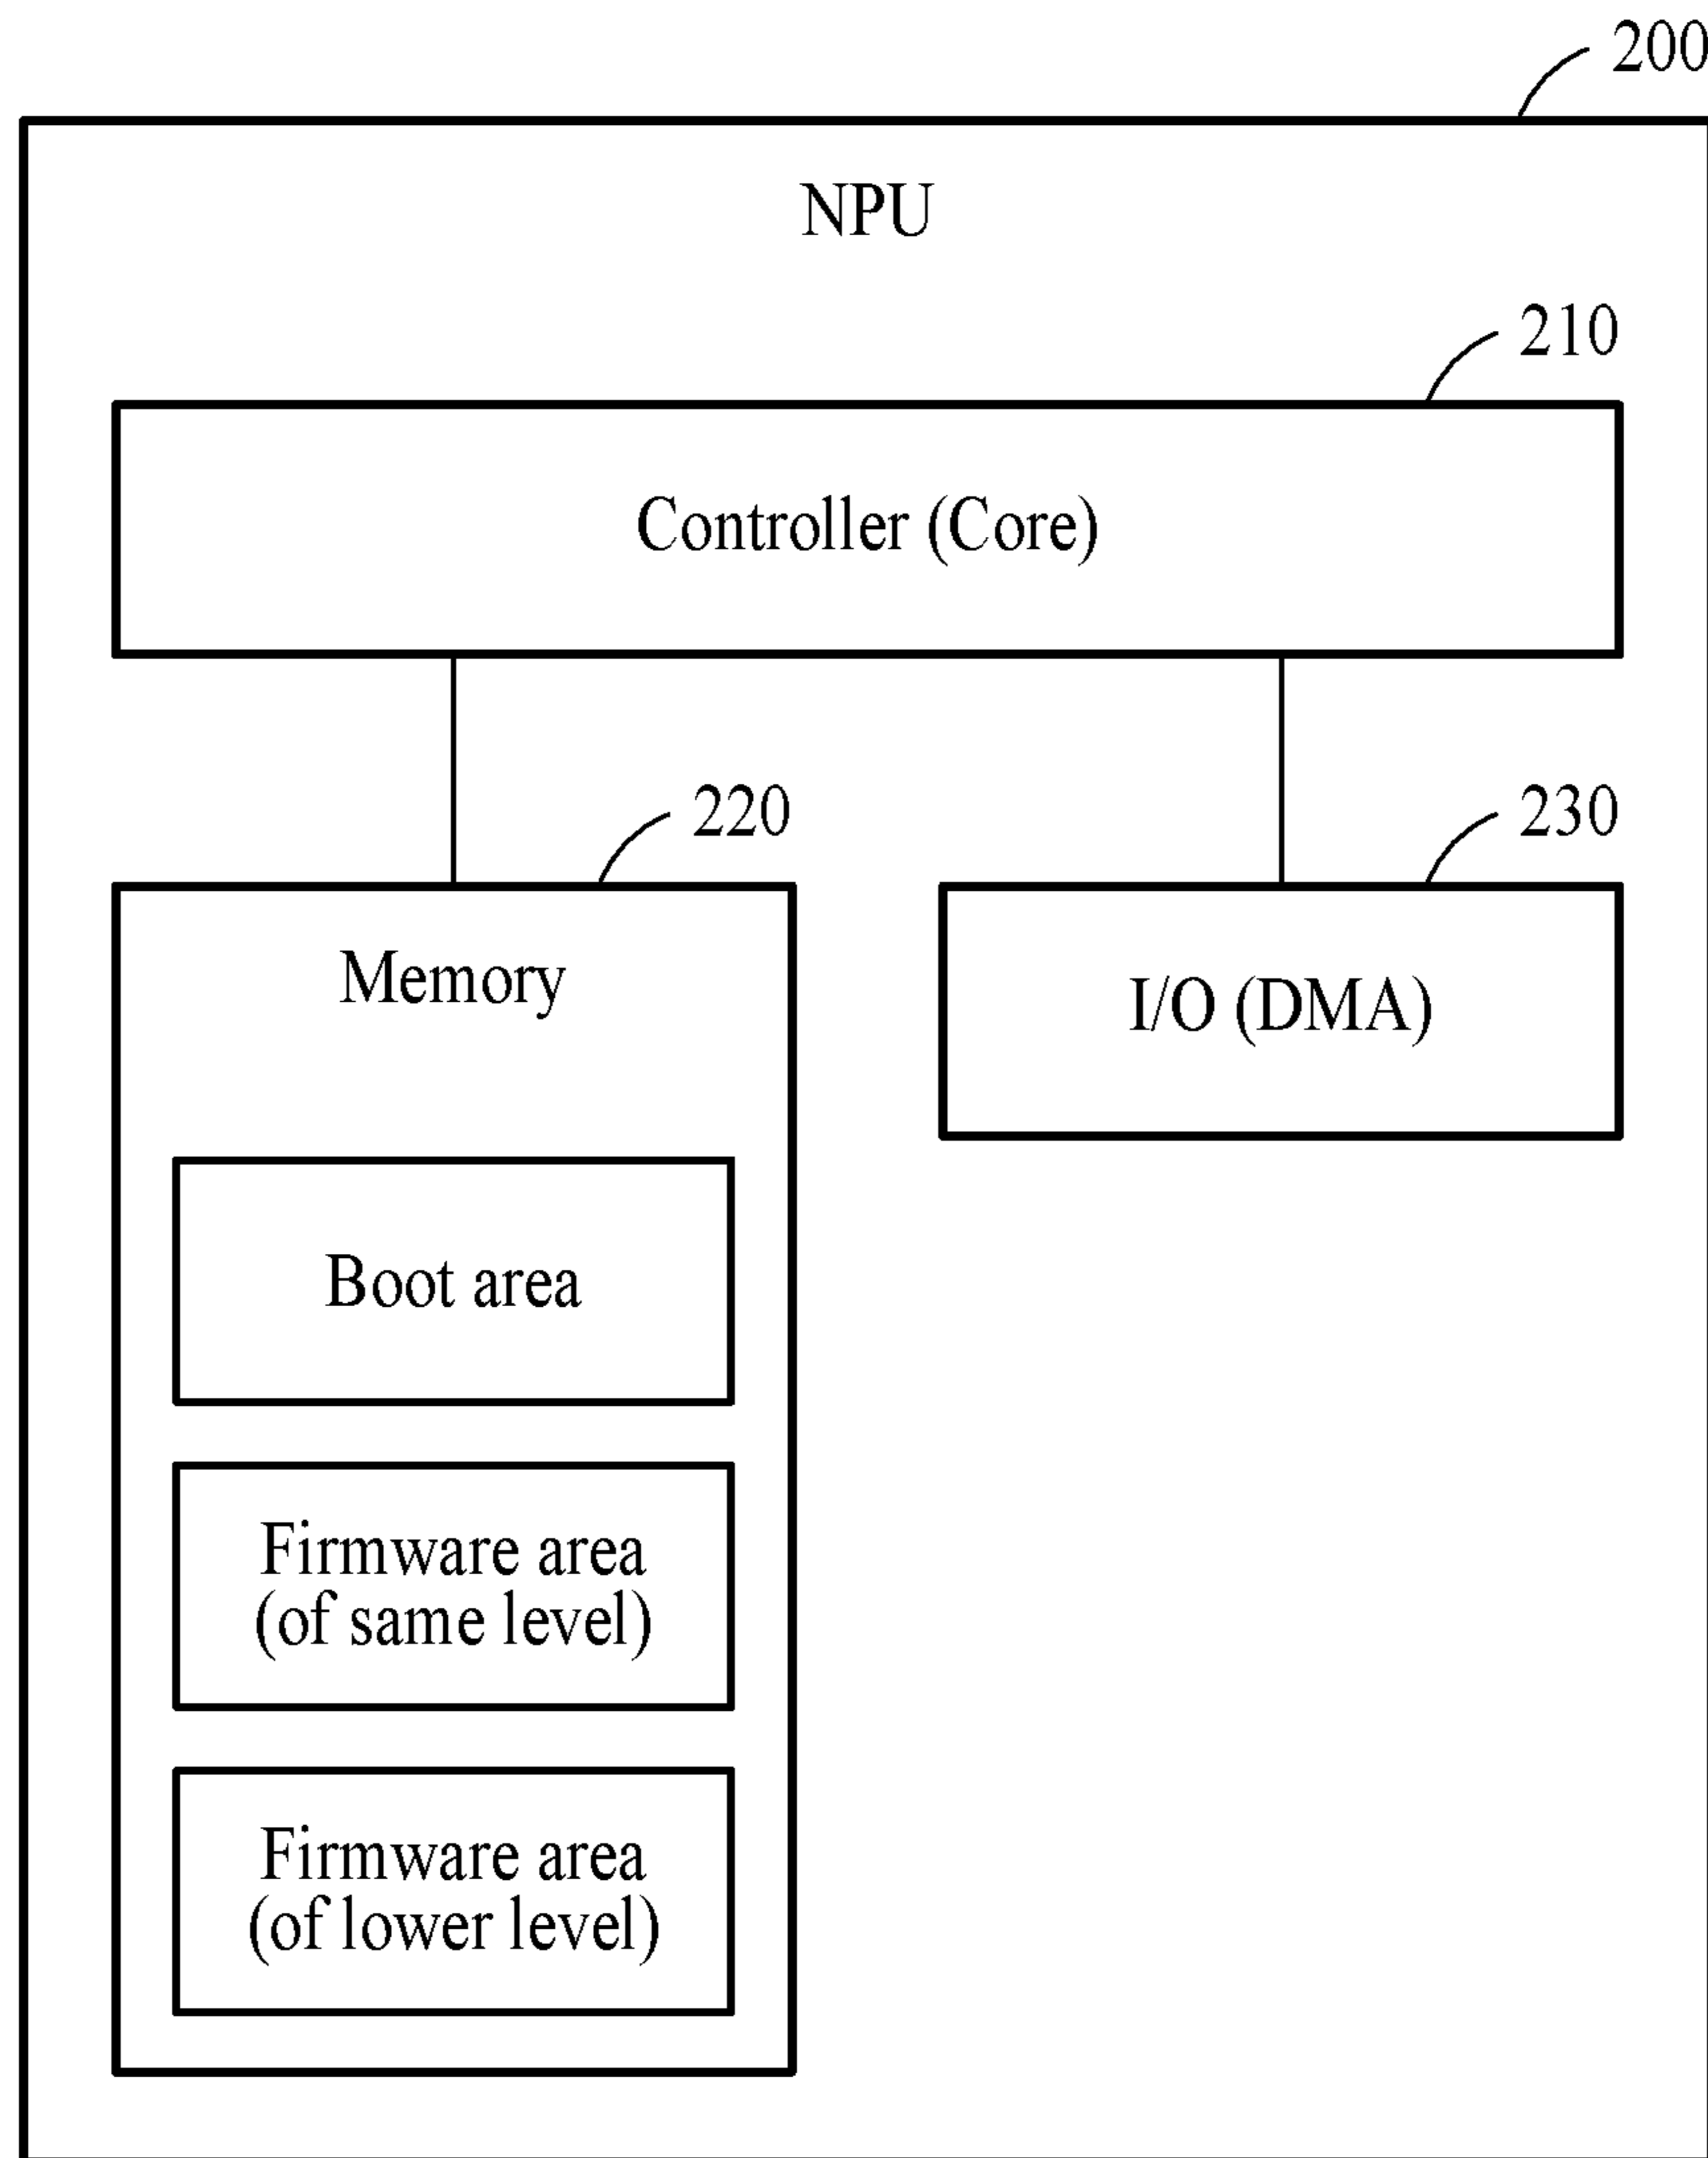 200
NPU
210
Controller (Core)
220
230
Memory
I/O (DMA)
Boot area
Firmware area
(of same level)
Firmware area
(of lower level)